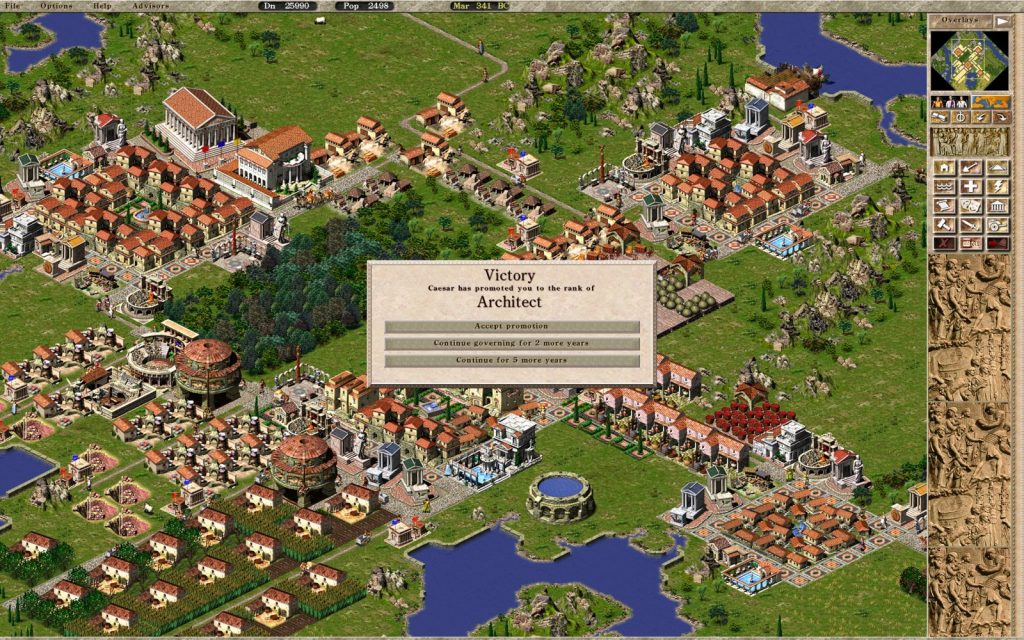 File Options Help Advisors Dn 25990 Pop 2498 Mar 341 BC
Overlays
Victory
Caesar has promoted you to the rank of
Architect
Accept promotion
Continue governing for 2 more years
Continue for 5 more years